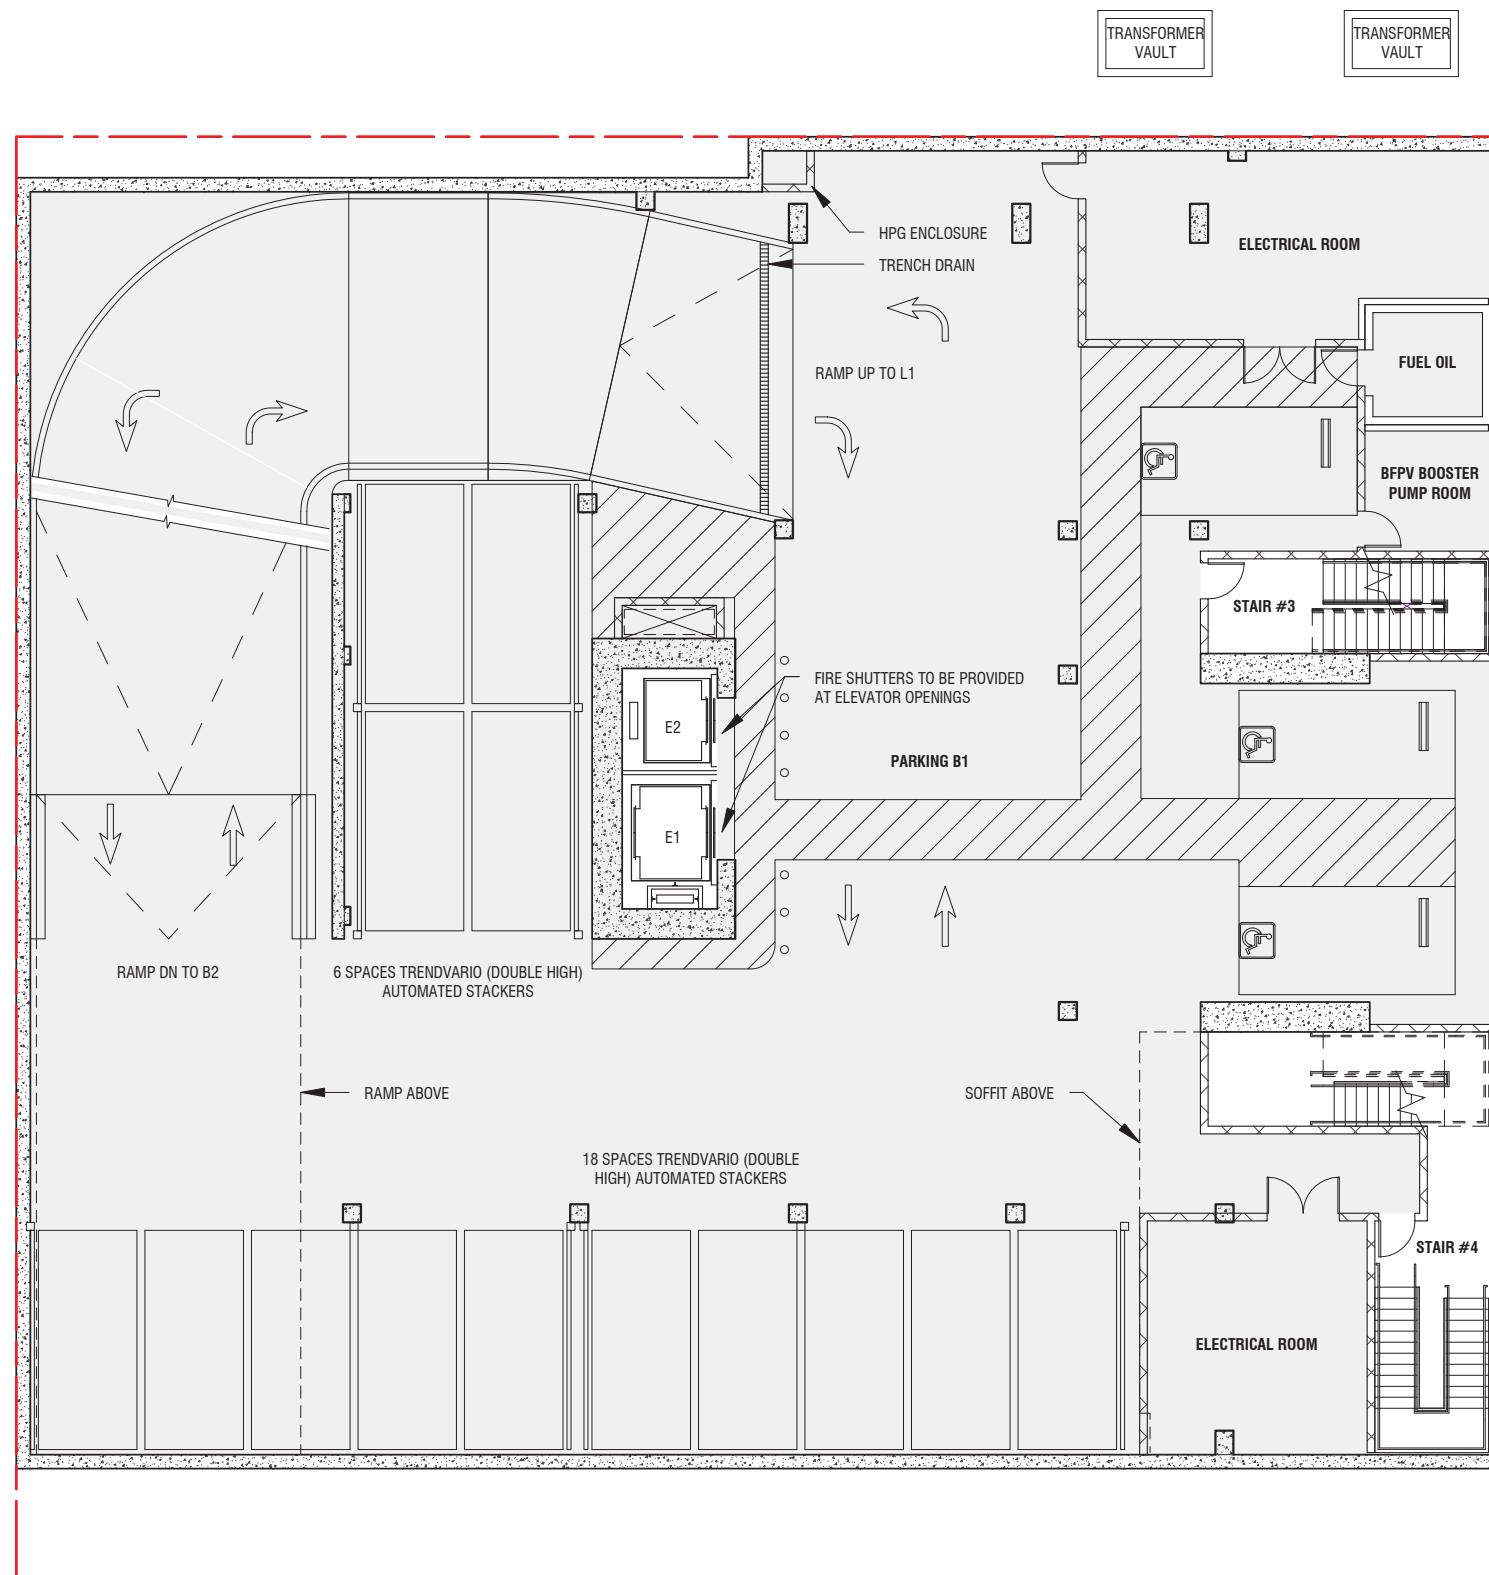 TRANSFORMER
VAULT
TRANSFORMER
VAULT
HPG ENCLOSURE
TRENCH DRAIN
ELECTRICAL ROOM
RAMP UP TO L1
FUEL OIL
BFPV BOOSTER
PUMP ROOM
STAIR #3
FIRE SHUTTERS TO BE PROVIDED
AT ELEVATOR OPENINGS
E2
PARKING B1
E1
RAMP DN TO B2
6 SPACES TRENDVARIO (DOUBLE HIGH)
AUTOMATED STACKERS
RAMP ABOVE
SOFFIT ABOVE
18 SPACES TRENDVARIO (DOUBLE
HIGH) AUTOMATED STACKERS
STAIR #4
ELECTRICAL ROOM